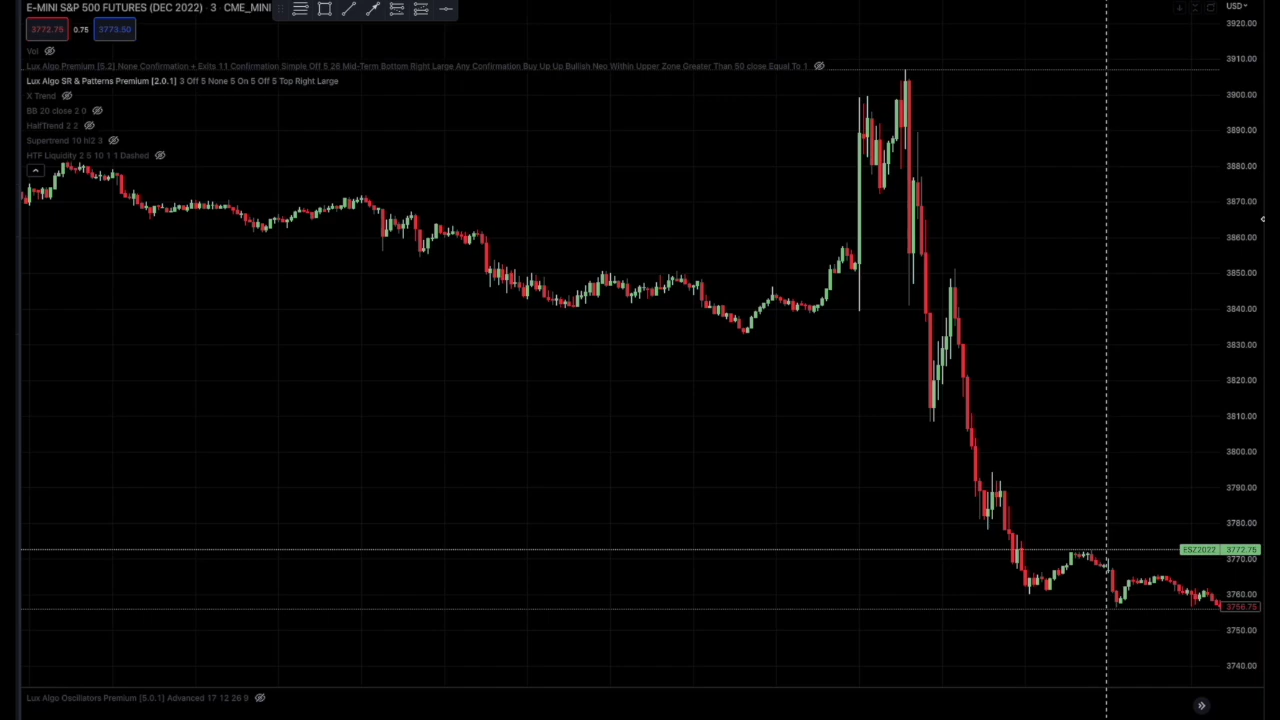 E-MINI S&P 500 FUTURES (DEC 2022) · 3 · CME_MINI
USD
3772.75 0.75 3773.50
Vol
Lux Algo Premium [5.2] None Confirmation + Exits 11 Confirmation Simple Off 5 26 Mid-Term Bottom Right Large Any Confirmation Buy Up Up Bullish Neo Within Upper Zone Greater Than 50 close Equal To 1
Lux Algo SR & Patterns Premium [2.0.1] 3 Off 5 None 5 On 5 Off 5 Top Right Large
X Trend
BB 20 close 2 0
HalfTrend 2 2
Supertrend 10 hl2 3
HTF Liquidity 2 5 10 1 1 Dashed
3920.00
3910.00
3900.00
3890.00
3880.00
3870.00
3860.00
3850.00
3840.00
3830.00
3820.00
3810.00
3800.00
3790.00
3780.00
ESZ2022 3772.75
3770.00
3760.00
3756.75
3750.00
3740.00
Lux Algo Oscillators Premium [5.0.1] Advanced 17 12 26 9